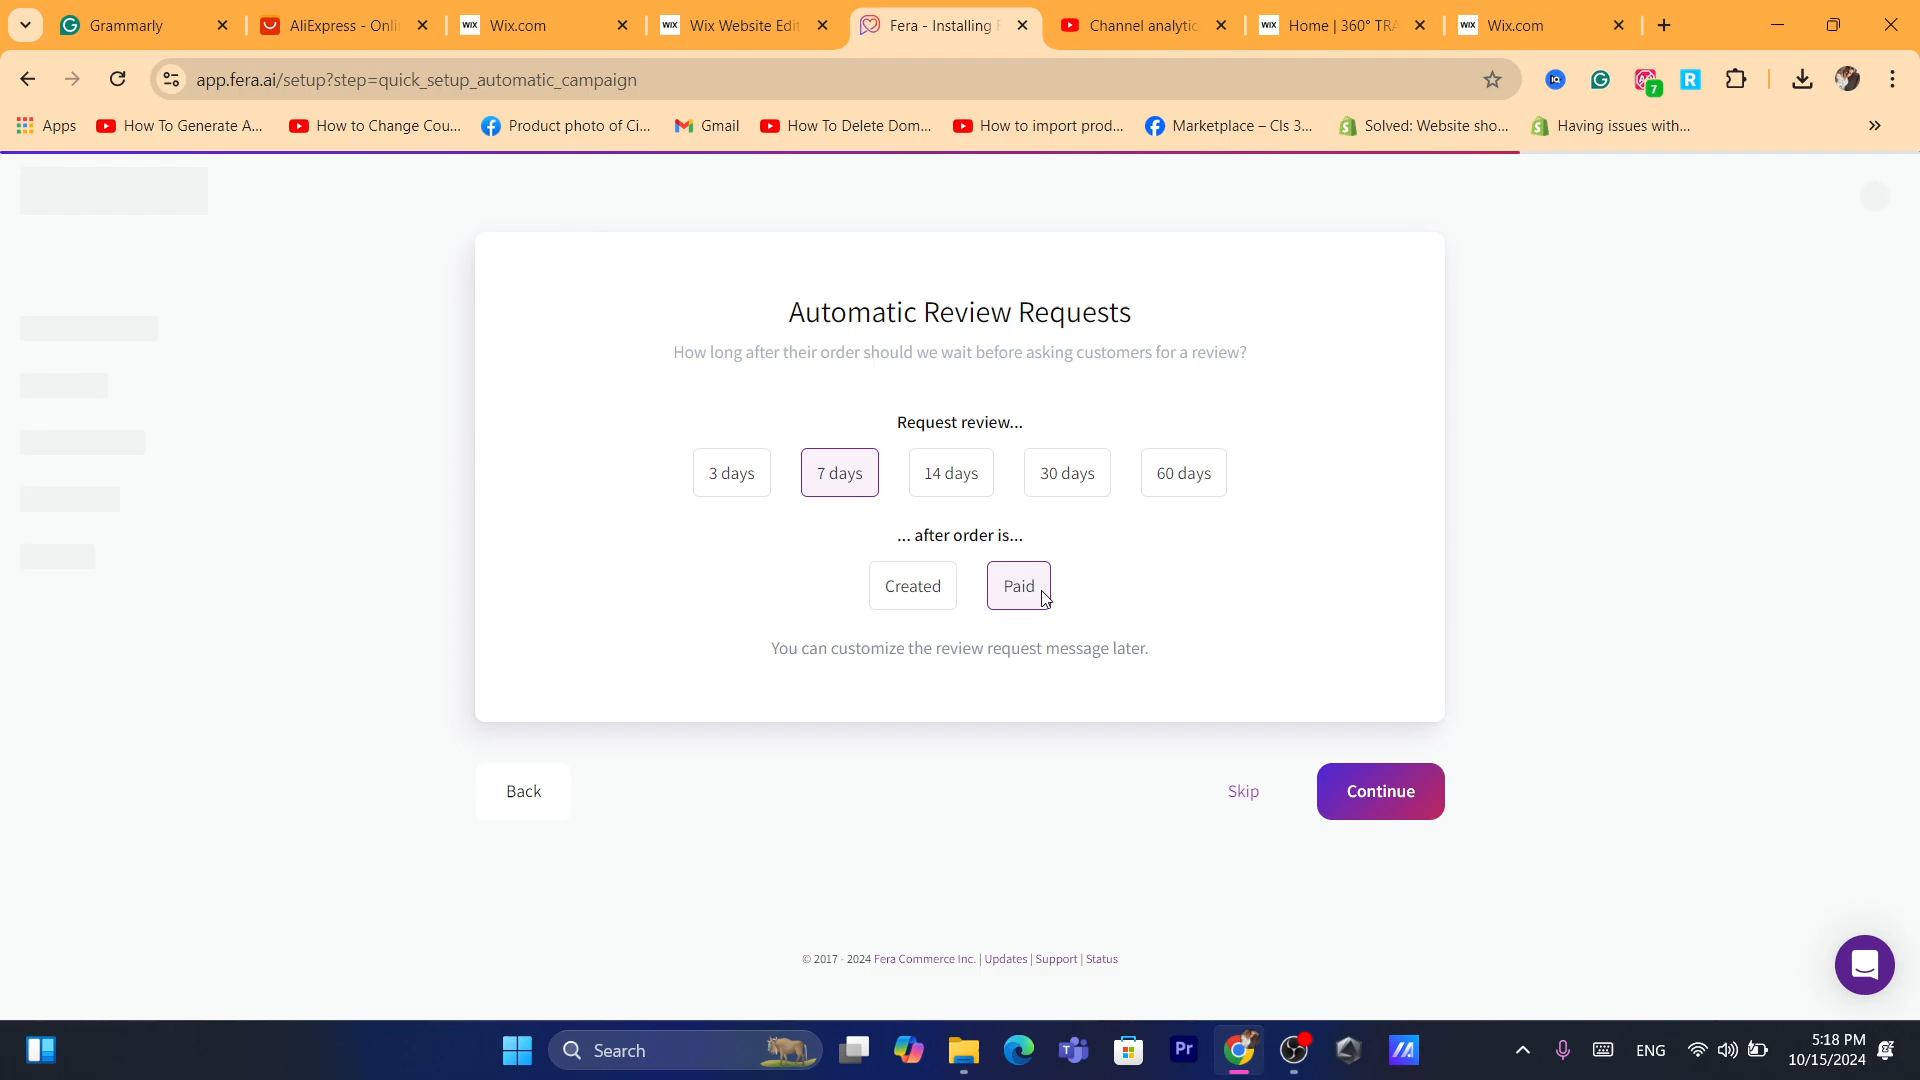 Grammarly
AliExpress - Onli
Wix.com
Wix Website Edit
Fera - Installing F
Channel analytic
Home | 360° TRA
Wix.com
app.fera.ai/setup?step=quick_setup_automatic_campaign
7
Apps
How To Generate A...
How to Change Cou...
Product photo of Ci...
Gmail
How To Delete Dom...
How to import prod...
Marketplace – Cls 3...
Solved: Website sho...
Having issues with...
Automatic Review Requests
How long after their order should we wait before asking customers for a review?
Request review...
3 days
7 days
14 days
30 days
60 days
... after order is...
Created
Paid
You can customize the review request message later.
Back
Skip
Continue
© 2017 - 2024 Fera Commerce Inc. | Updates | Support | Status
Search
ENG
5:18 PM
10/15/2024